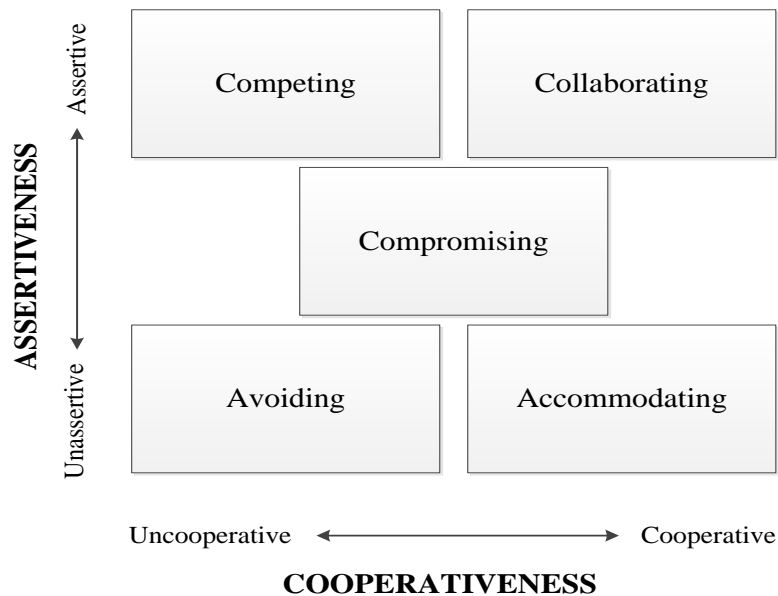 Assertive
ASSERTIVENESS
Unassertive
Competing
Collaborating
Compromising
Avoiding
Accommodating
Uncooperative
Cooperative
COOPERATIVENESS